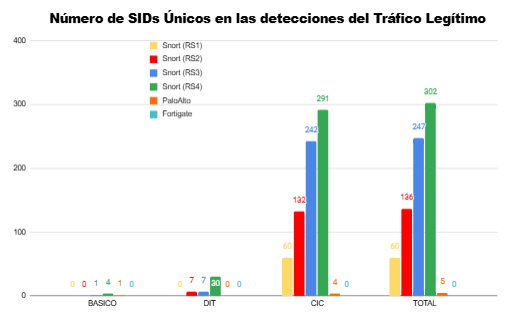 Número de SIDs Únicos en las detecciones del Tráfico Legítimo
400
300
200
100
0
Snort (RS1)
Snort (RS2)
Snort (RS3)
Snort (RS4)
PaloAlto
Fortigate
0 0 1 4 1 0
0 7 7 30 0 0
60 132 242 291 4 0
60 136 247 302 5 0
BASICO DIT CIC TOTAL